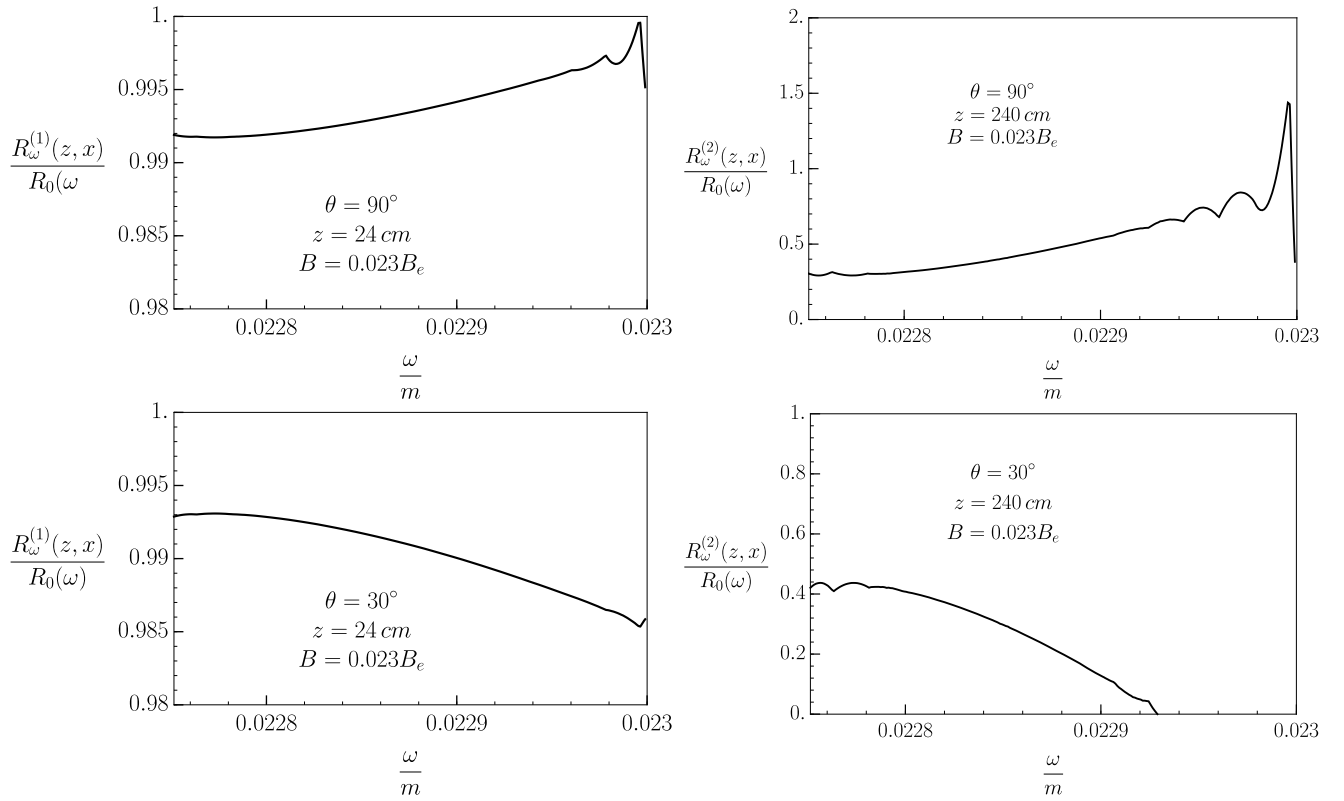 1.
0.995
0.99
0.985
0.98
R_ω^(1)(z, x)
R_0(ω
θ = 90°
z = 24 cm
B = 0.023B_e
0.0228 0.0229 0.023
ω
m
2.
1.5
1.
0.5
0.
R_ω^(2)(z, x)
R_0(ω)
θ = 90°
z = 240 cm
B = 0.023B_e
0.0228 0.0229 0.023
ω
m
1.
0.995
0.99
0.985
0.98
R_ω^(1)(z, x)
R_0(ω)
θ = 30°
z = 24 cm
B = 0.023B_e
0.0228 0.0229 0.023
ω
m
1.
0.8
0.6
0.4
0.2
0.
R_ω^(2)(z, x)
R_0(ω)
θ = 30°
z = 240 cm
B = 0.023B_e
0.0228 0.0229 0.023
ω
m